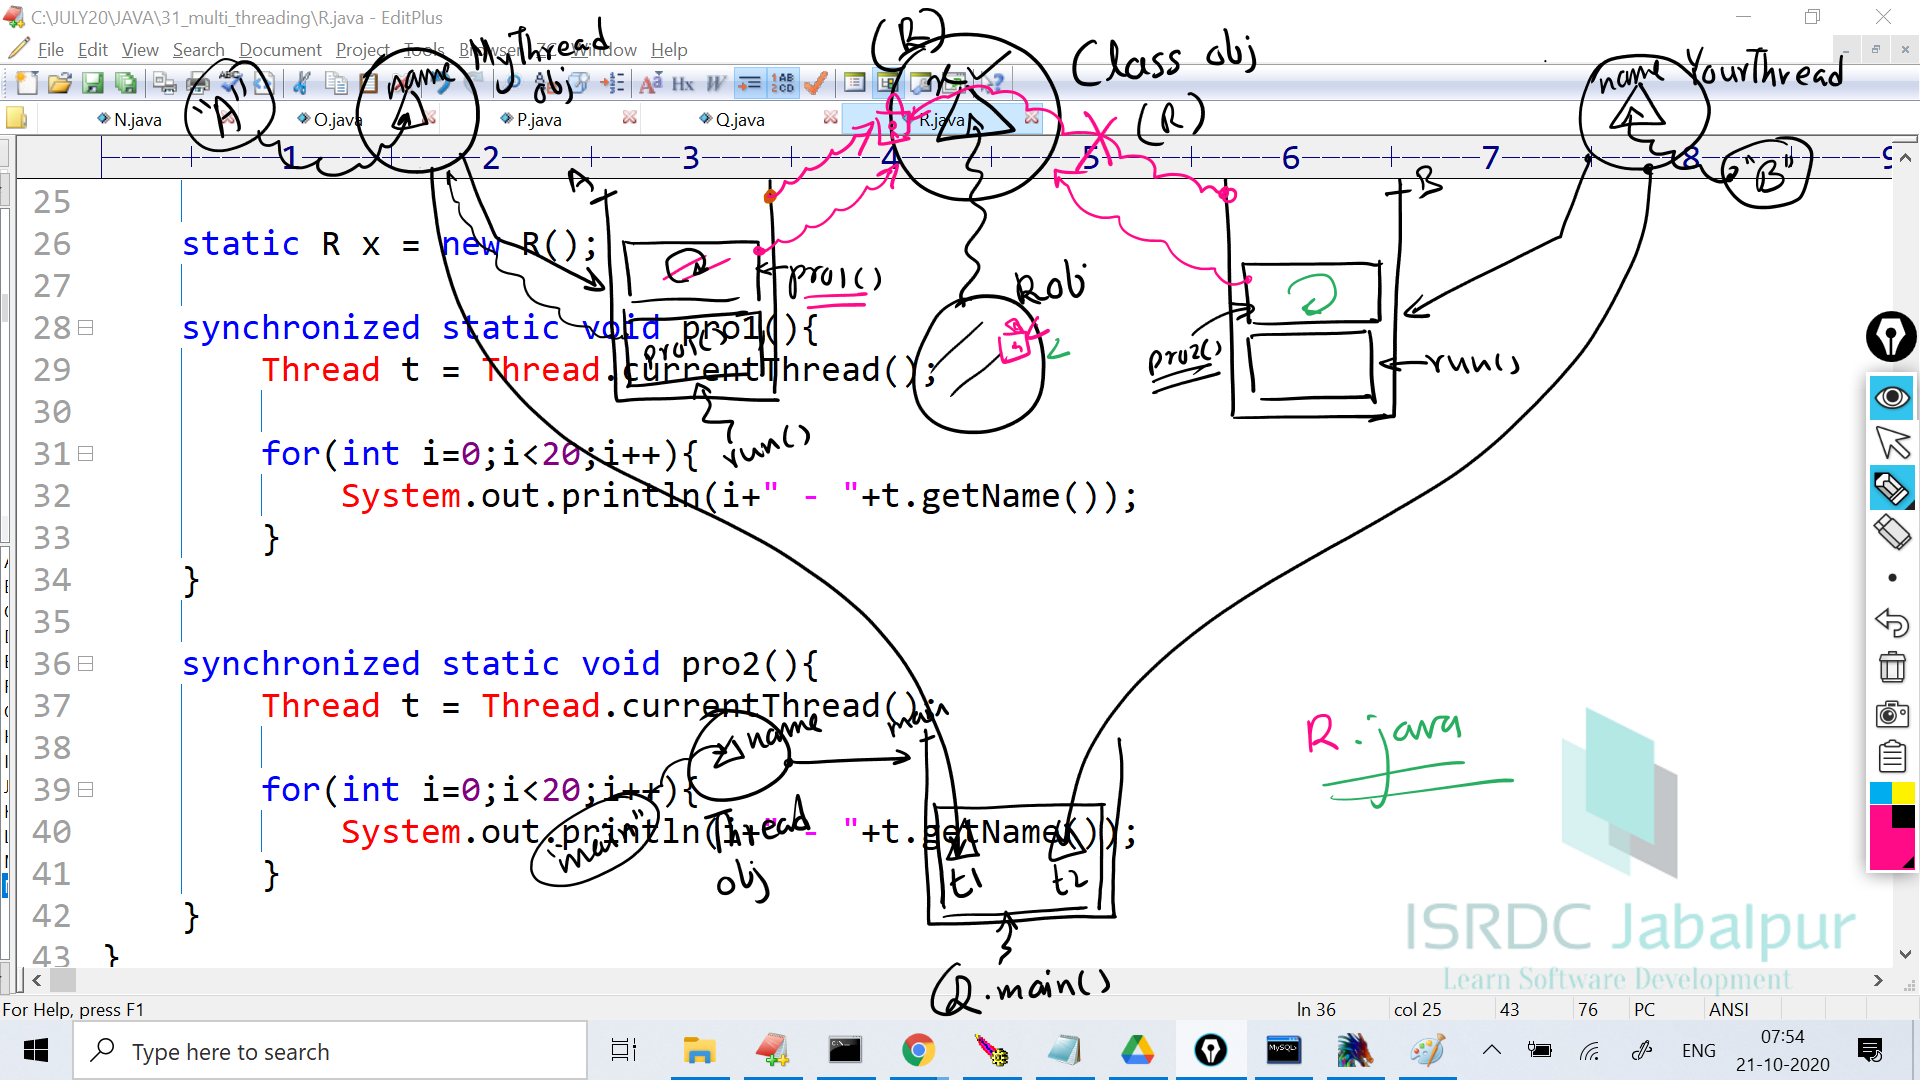 C:\JULY20\JAVA\31_multi_threading\R.java - EditPlus
File Edit View Search Document Project Tools Browser ZC Window Help
N.java O.java P.java Q.java R.java
"A" name MyThread obj (R) Class obj (R) name YourThread "B"
1 2 3 4 5 6 7 8 9
A B
25
26 static R x = new R();
27
28 synchronized static void pro1(){
29 Thread t = Thread.currentThread();
30
31 for(int i=0;i<20;i++){
32 System.out.println(i+" - "+t.getName());
33 }
34 }
35
36 synchronized static void pro2(){
37 Thread t = Thread.currentThread();
38
39 for(int i=0;i<20;i++){
40 System.out.println(i+" - "+t.getName());
41 }
42 }
43 }
pro1()
R obj
pro1()
pro2()
run()
run()
name main
"main" Thread obj
t1 t2
R.java
Q.main()
ISRDC Jabalpur
Learn Software Development
For Help, press F1 ln 36 col 25 43 76 PC ANSI
Type here to search
MySQL
ENG
07:54
21-10-2020